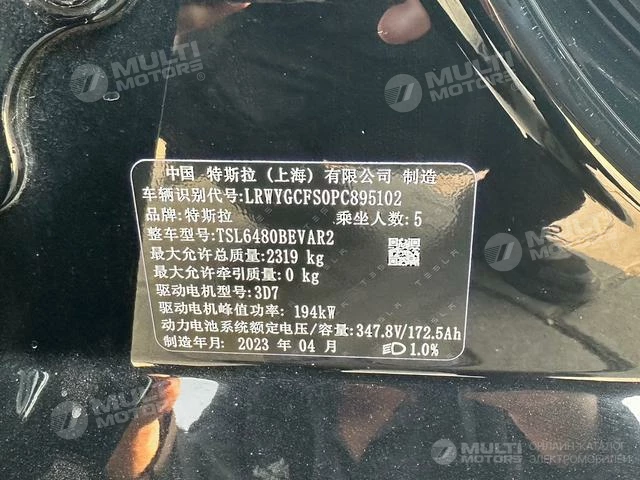 MULTI MOTORS
MULTI MOTORS
中国 特斯拉(上海)有限公司 制造
车辆识别代号:LRWYGCFS0PC895102
品牌:特斯拉 乘坐人数:5
整车型号:TSL6480BEVAR2
最大允许总质量:2319 kg
最大允许牵引质量:0 kg
驱动电机型号:3D7
驱动电机峰值功率: 194kW
动力电池系统额定电压/容量:347.8V/172.5Ah
制造年月: 2023 年 04 月 1.0%
TESLA
MULTI MOTORS
MULTI MOTORS
MULTI MOTORS
ОНЛАЙН-КАТАЛОГ
ЭЛЕКТРОМОБИЛЕЙ